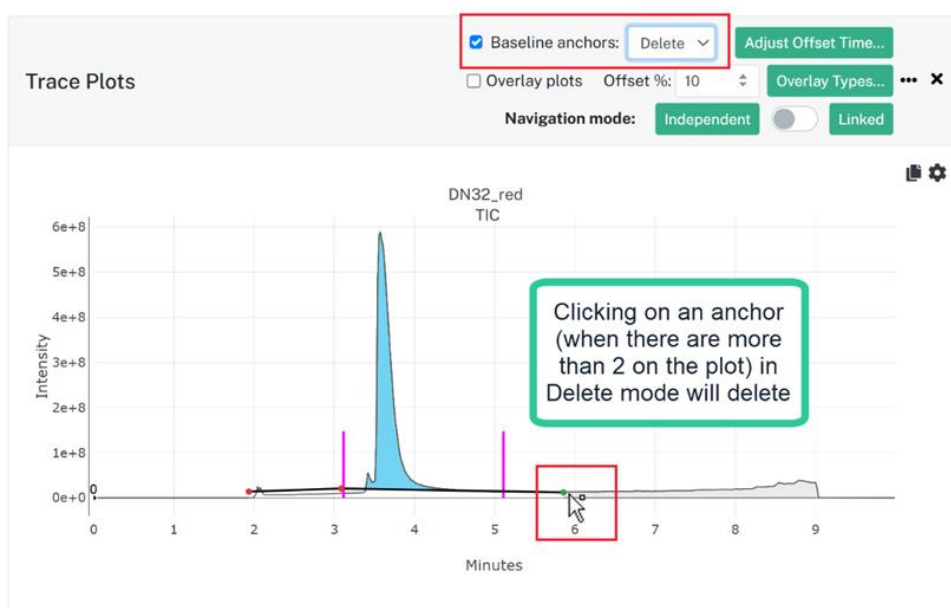 Baseline anchors: Delete Adjust Offset Time...
Trace Plots
Overlay plots Offset %: 10 Overlay Types...
Navigation mode: Independent Linked
DN32_red
TIC
6e+8
5e+8
4e+8
3e+8
2e+8
1e+8
0e+0
0
Intensity
Clicking on an anchor
(when there are more
than 2 on the plot) in
Delete mode will delete
0 1 2 3 4 5 6 7 8 9
Minutes